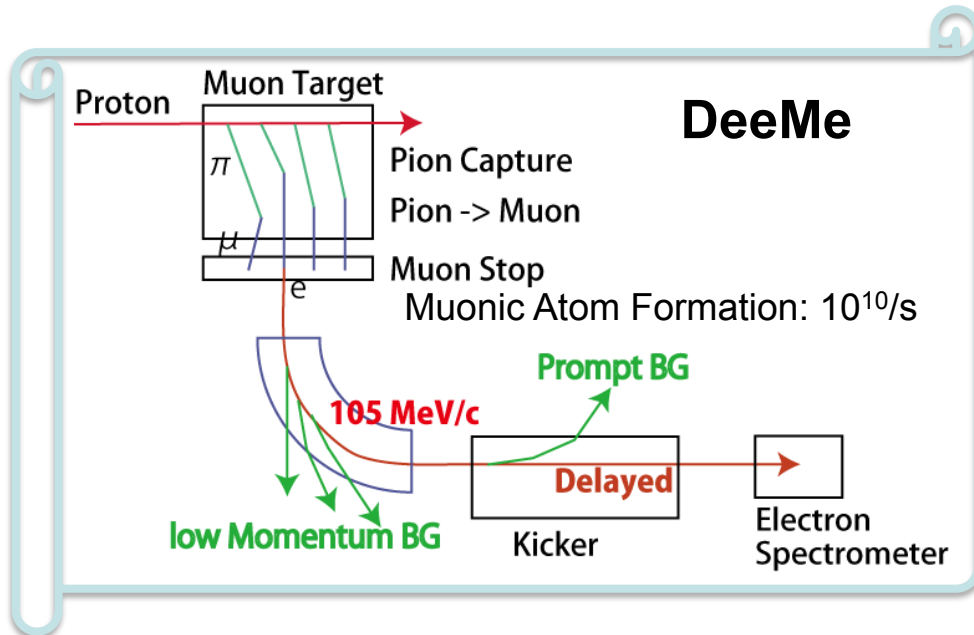 Muon Target
Proton
DeeMe
π
Pion Capture
Pion -> Muon
μ
Muon Stop
e
Muonic Atom Formation: 10¹⁰/s
Prompt BG
105 MeV/c
Delayed
low Momentum BG
Kicker
Electron
Spectrometer